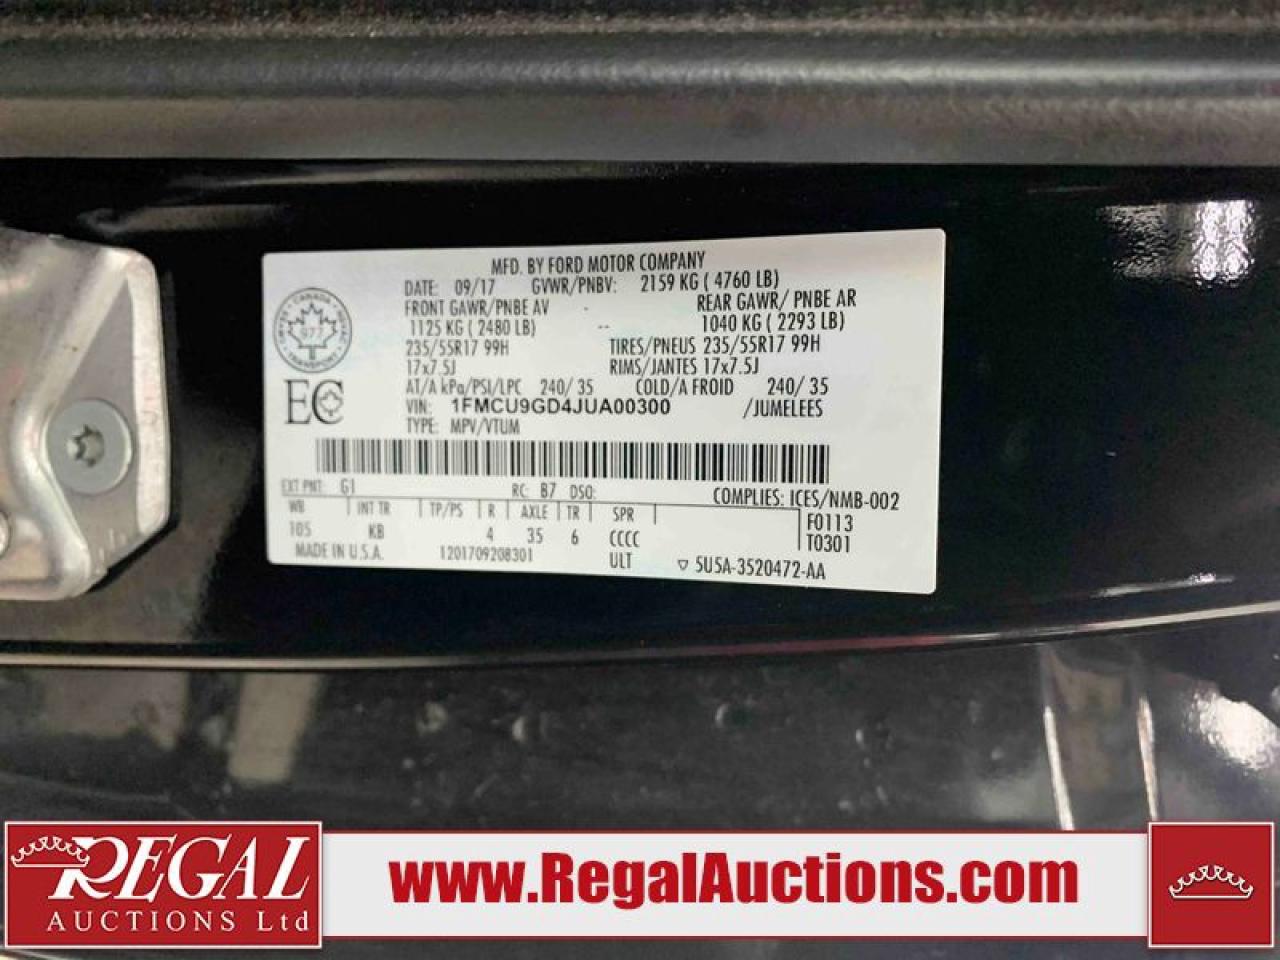 MFD. BY FORD MOTOR COMPANY
DATE: 09/17 GVWR/PNBV: 2159 KG ( 4760 LB)
FRONT GAWR/PNBE AV - REAR GAWR/ PNBE AR
1125 KG ( 2480 LB) -- 1040 KG ( 2293 LB)
235/55R17 99H TIRES/PNEUS 235/55R17 99H
17x7.5J RIMS/JANTES 17x7.5J
AT/A kPa/PSI/LPC 240/ 35 COLD/A FROID 240/ 35
VIN: 1FMCU9GD4JUA00300 /JUMELEES
TYPE: MPV/VTUM
CANADA
977
TRANSPORT
EC
EXT PNT: G1 RC: B7 DSO: COMPLIES: ICES/NMB-002
WB INT TR TP/PS R AXLE TR SPR F0113
105 KB 4 35 6 CCCC T0301
MADE IN U.S.A. 1201709208301 ULT 5U5A-3520472-AA
REGAL
AUCTIONS Ltd
www.RegalAuctions.com